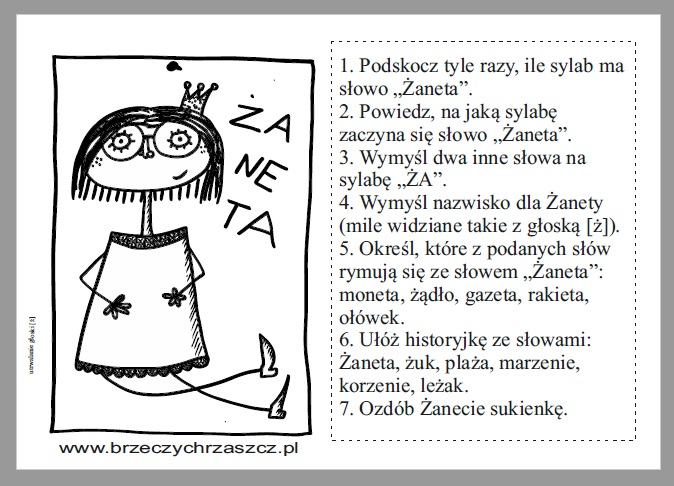 ŻA
NE
TA
utrwalanie głoski [ż]
www.brzeczychrzaszcz.pl
1. Podskocz tyle razy, ile sylab ma
słowo „Żaneta”.
2. Powiedz, na jaką sylabę
zaczyna się słowo „Żaneta”.
3. Wymyśl dwa inne słowa na
sylabę „ŻA”.
4. Wymyśl nazwisko dla Żanety
(mile widziane takie z głoską [ż]).
5. Określ, które z podanych słów
rymują się ze słowem „Żaneta”:
moneta, żądło, gazeta, rakieta,
ołówek.
6. Ułóż historyjkę ze słowami:
Żaneta, żuk, plaża, marzenie,
korzenie, leżak.
7. Ozdób Żanecie sukienkę.